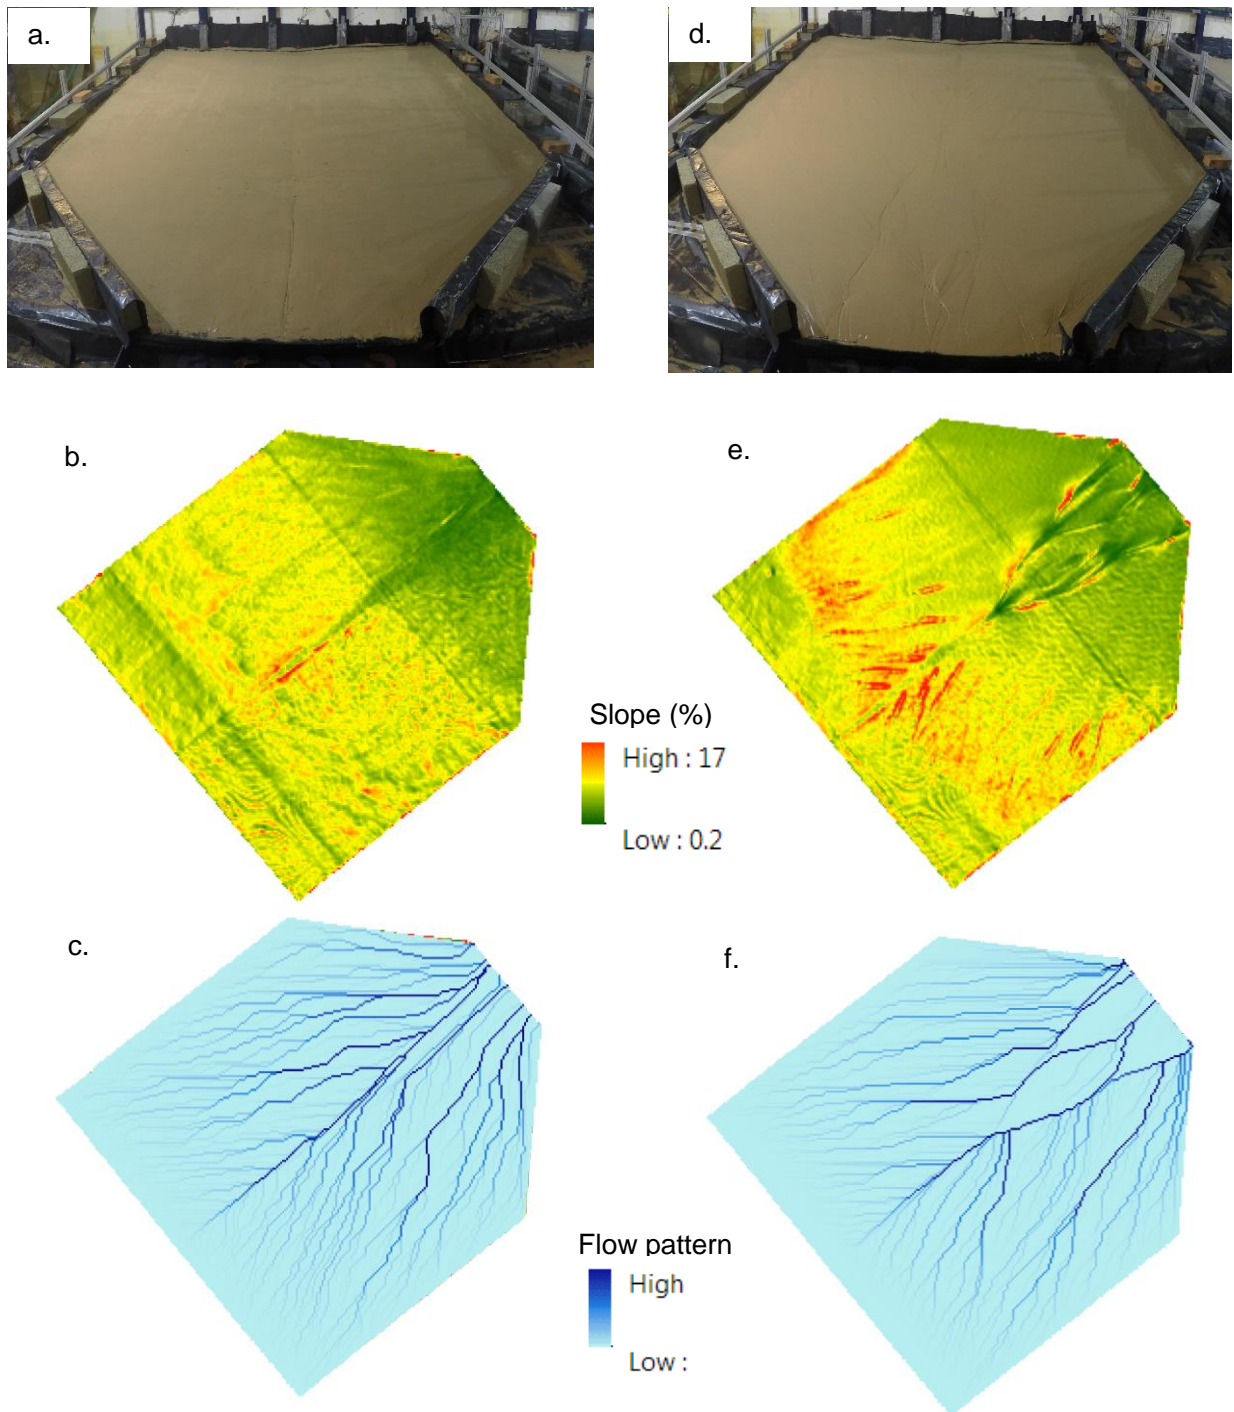 a.
d.
b.
e.
Slope (%)
High : 17
Low : 0.2
c.
f.
Flow pattern
High
Low :